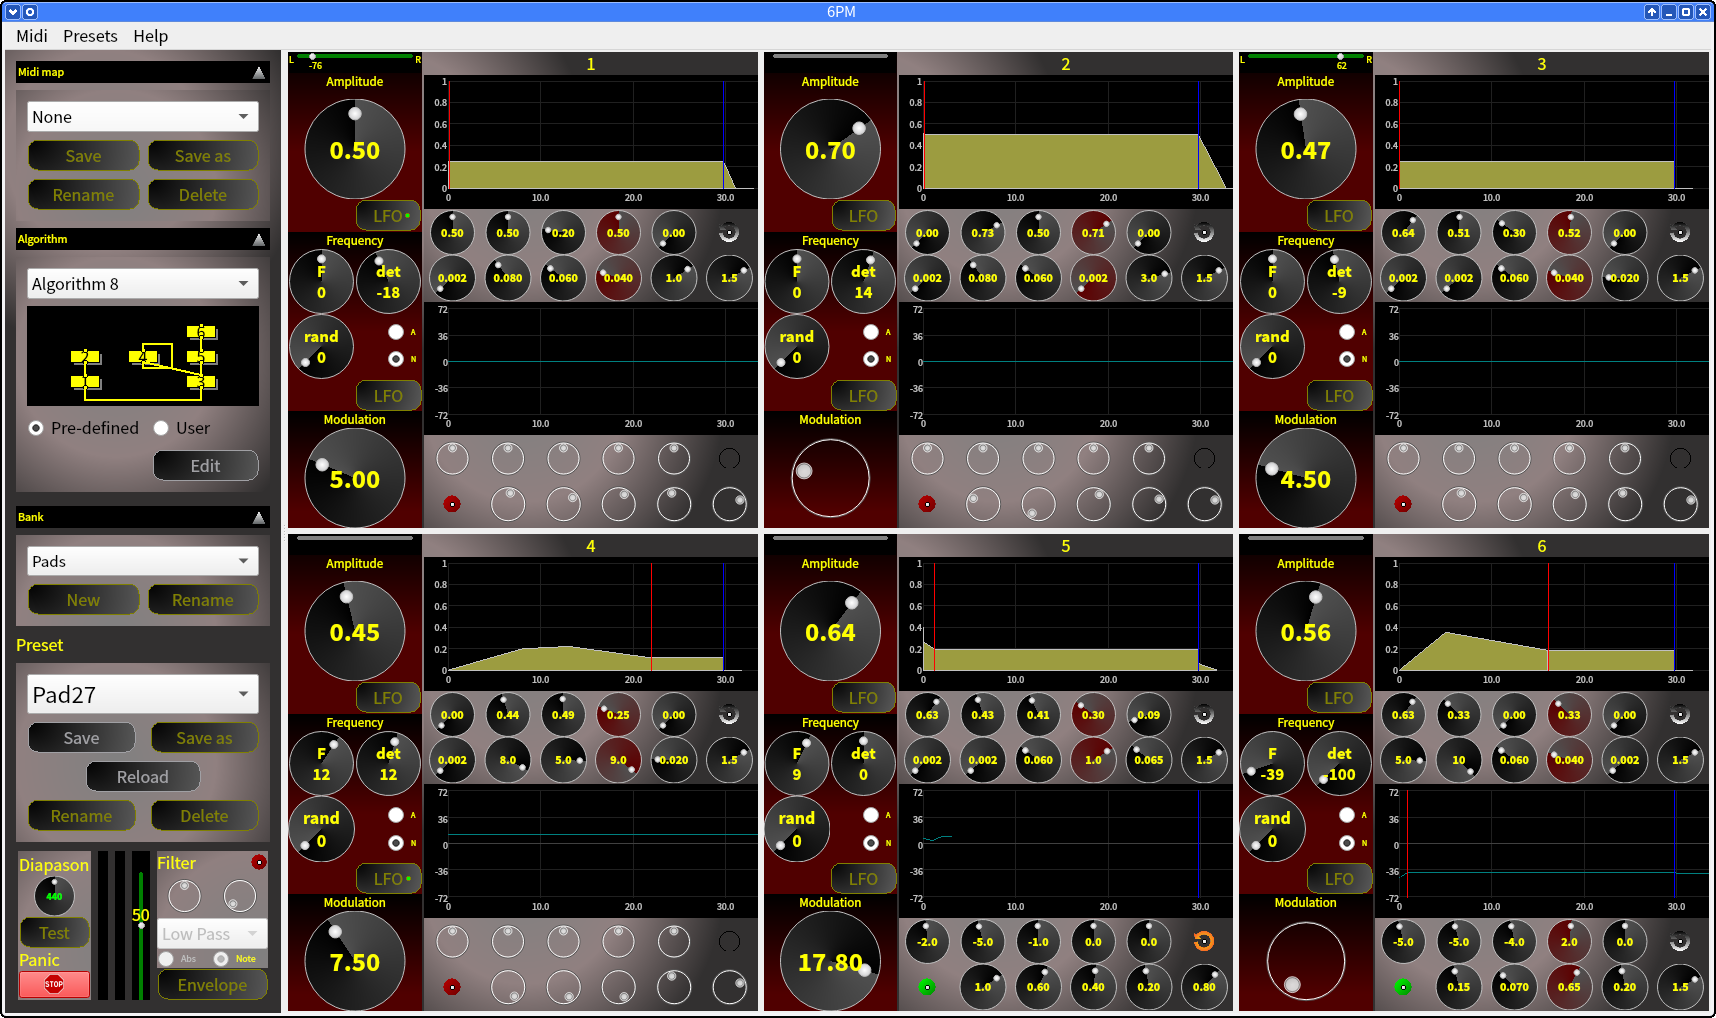 6PM
Midi Presets Help
Midi map
None
Save Save as
Rename Delete
Algorithm
Algorithm 8
6
2 4 5
1 3
Pre-defined User
Edit
Bank
Pads
New Rename
Preset
Pad27
Save Save as
Reload
Rename Delete
Diapason
440
Test
Panic
STOP
50
Filter
Low Pass
Abs Note
Envelope
L R
-76
1
Amplitude
0.50
LFO
1
0.8
0.6
0.4
0.2
0
0 10.0 20.0 30.0
0.50 0.50 0.20 0.50 0.00
0.002 0.080 0.060 0.040 1.0 1.5
Frequency
F 0
det -18
rand 0
A
N
LFO
72
36
0
-36
-72
0 10.0 20.0 30.0
Modulation
5.00
2
Amplitude
0.70
LFO
1
0.8
0.6
0.4
0.2
0
0 10.0 20.0 30.0
0.00 0.73 0.50 0.71 0.00
0.002 0.080 0.060 0.002 3.0 1.5
Frequency
F 0
det 14
rand 0
A
N
LFO
72
36
0
-36
-72
0 10.0 20.0 30.0
Modulation
L R
62
3
Amplitude
0.47
LFO
1
0.8
0.6
0.4
0.2
0
0 10.0 20.0 30.0
0.64 0.51 0.30 0.52 0.00
0.002 0.002 0.060 0.040 0.020 1.5
Frequency
F 0
det -9
rand 0
A
N
LFO
72
36
0
-36
-72
0 10.0 20.0 30.0
Modulation
4.50
4
Amplitude
0.45
LFO
1
0.8
0.6
0.4
0.2
0
0 10.0 20.0 30.0
0.00 0.44 0.49 0.25 0.00
0.002 8.0 5.0 9.0 0.020 1.5
Frequency
F 12
det 12
rand 0
A
N
LFO
72
36
0
-36
-72
0 10.0 20.0 30.0
Modulation
7.50
5
Amplitude
0.64
LFO
1
0.8
0.6
0.4
0.2
0
0 10.0 20.0 30.0
0.63 0.43 0.41 0.30 0.09
0.002 0.002 0.060 1.0 0.065 1.5
Frequency
F 9
det 0
rand 0
A
N
LFO
72
36
0
-36
-72
0 10.0 20.0 30.0
Modulation
17.80
-2.0 -5.0 -1.0 0.0 0.0
1.0 0.60 0.40 0.20 0.80
6
Amplitude
0.56
LFO
1
0.8
0.6
0.4
0.2
0
0 10.0 20.0 30.0
0.63 0.33 0.00 0.33 0.00
5.0 10 0.060 0.040 0.002 1.5
Frequency
F -39
det -100
rand 0
A
N
LFO
72
36
0
-36
-72
0 10.0 20.0 30.0
Modulation
-5.0 -5.0 -4.0 2.0 0.0
0.15 0.070 0.65 0.20 1.5